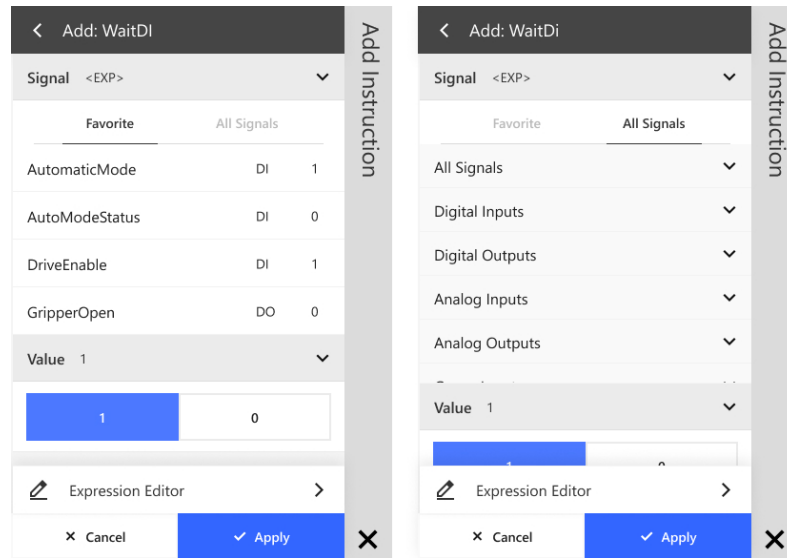 Add: WaitDI
Signal <EXP>
Favorite All Signals
AutomaticMode DI 1
AutoModeStatus DI 0
DriveEnable DI 1
GripperOpen DO 0
Value 1
1 0
Expression Editor
Cancel Apply
Add Instruction
Add: WaitDi
Signal <EXP>
Favorite All Signals
All Signals
Digital Inputs
Digital Outputs
Analog Inputs
Analog Outputs
Value 1
Expression Editor
Cancel Apply
Add Instruction